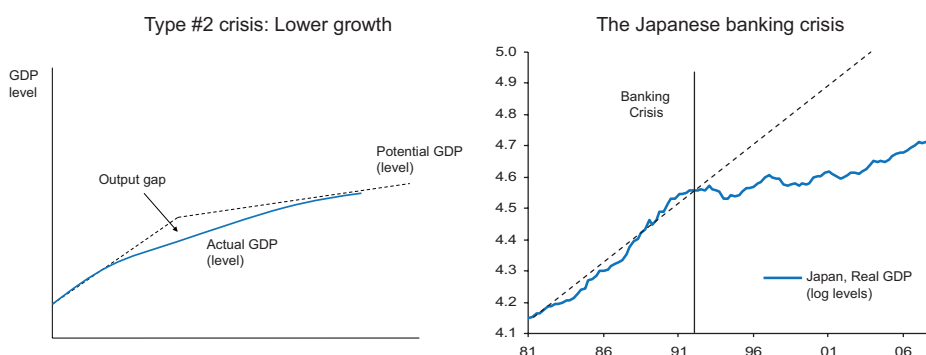 Type #2 crisis: Lower growth
GDP
level
Potential GDP
(level)
Output gap
Actual GDP
(level)
The Japanese banking crisis
5.0
4.9
4.8
4.7
4.6
4.5
4.4
4.3
4.2
4.1
Banking
Crisis
Japan, Real GDP
(log levels)
81 86 91 96 01 06